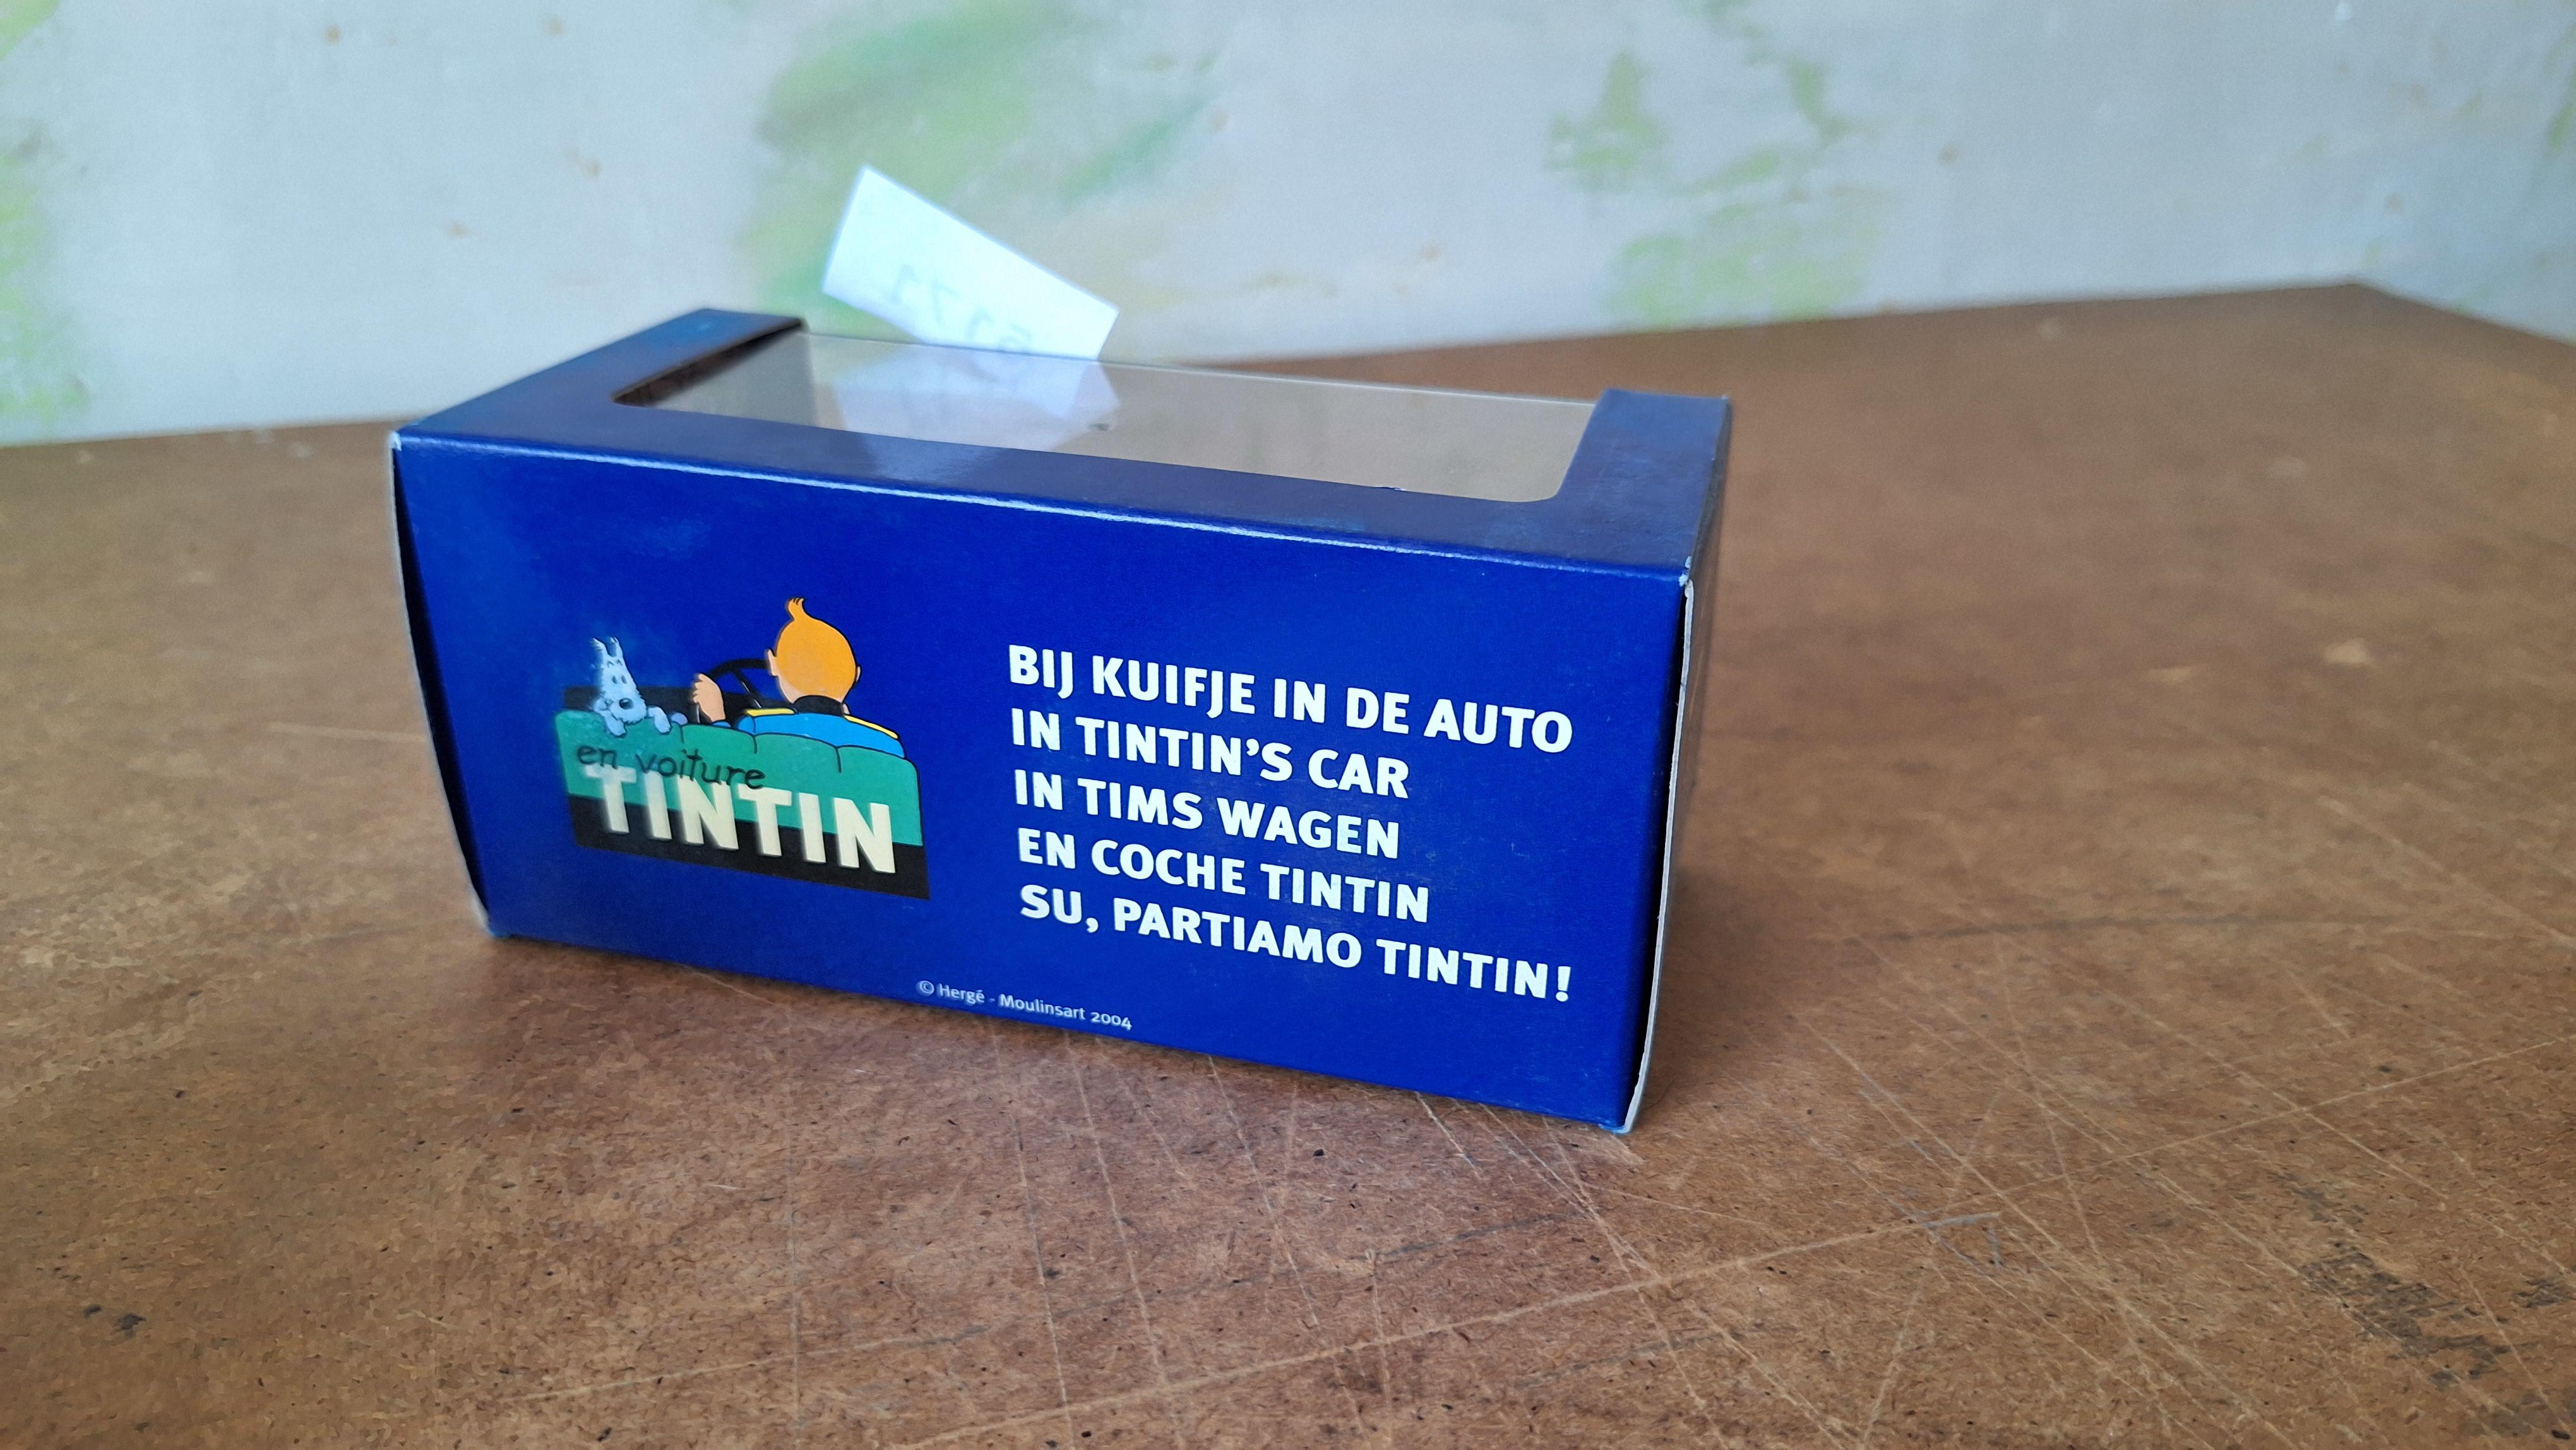 en voiture
TINTIN
BIJ KUIFJE IN DE AUTO
IN TINTIN'S CAR
IN TIMS WAGEN
EN COCHE TINTIN
SU, PARTIAMO TINTIN!
© Hergé - Moulinsart 2004